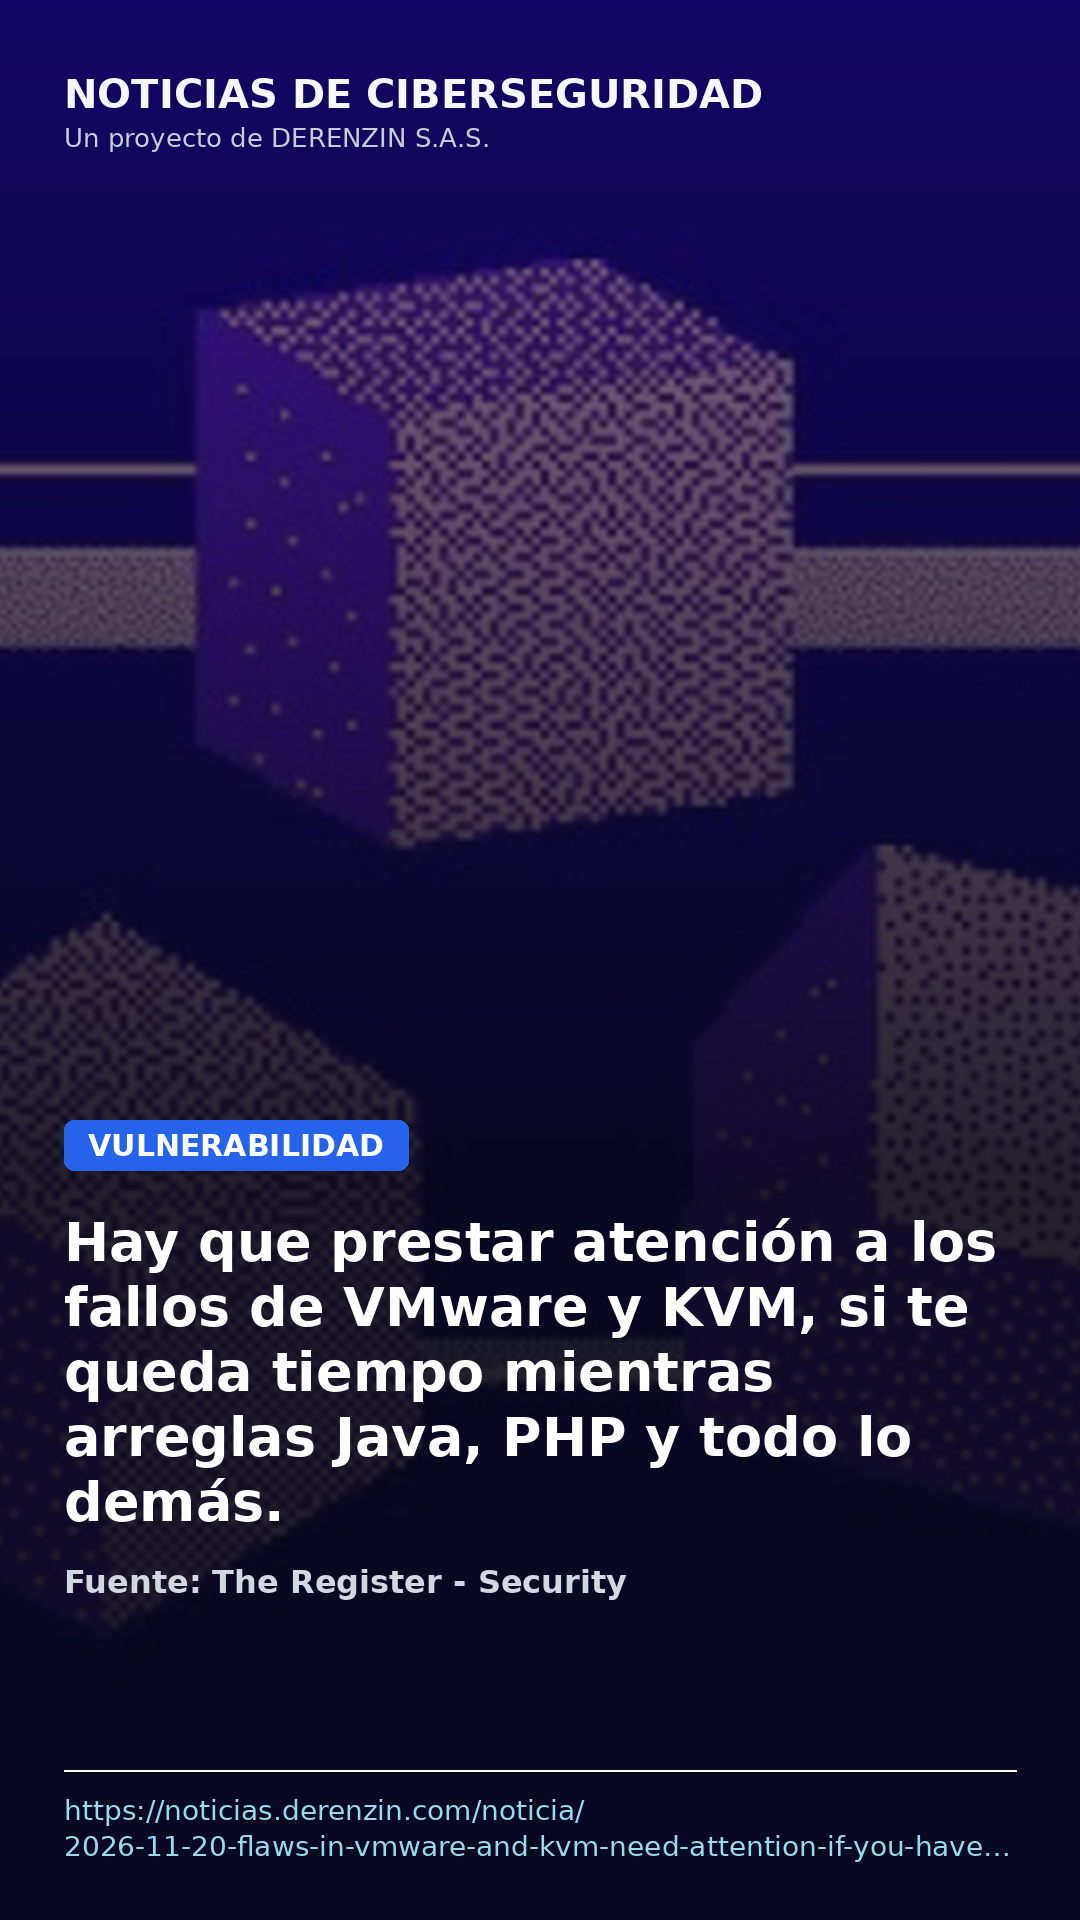 NOTICIAS DE CIBERSEGURIDAD
Un proyecto de DERENZIN S.A.S.
VULNERABILIDAD
Hay que prestar atención a los
fallos de VMware y KVM, si te
queda tiempo mientras
arreglas Java, PHP y todo lo
demás.
Fuente: The Register - Security
https://noticias.derenzin.com/noticia/
2026-11-20-flaws-in-vmware-and-kvm-need-attention-if-you-have…